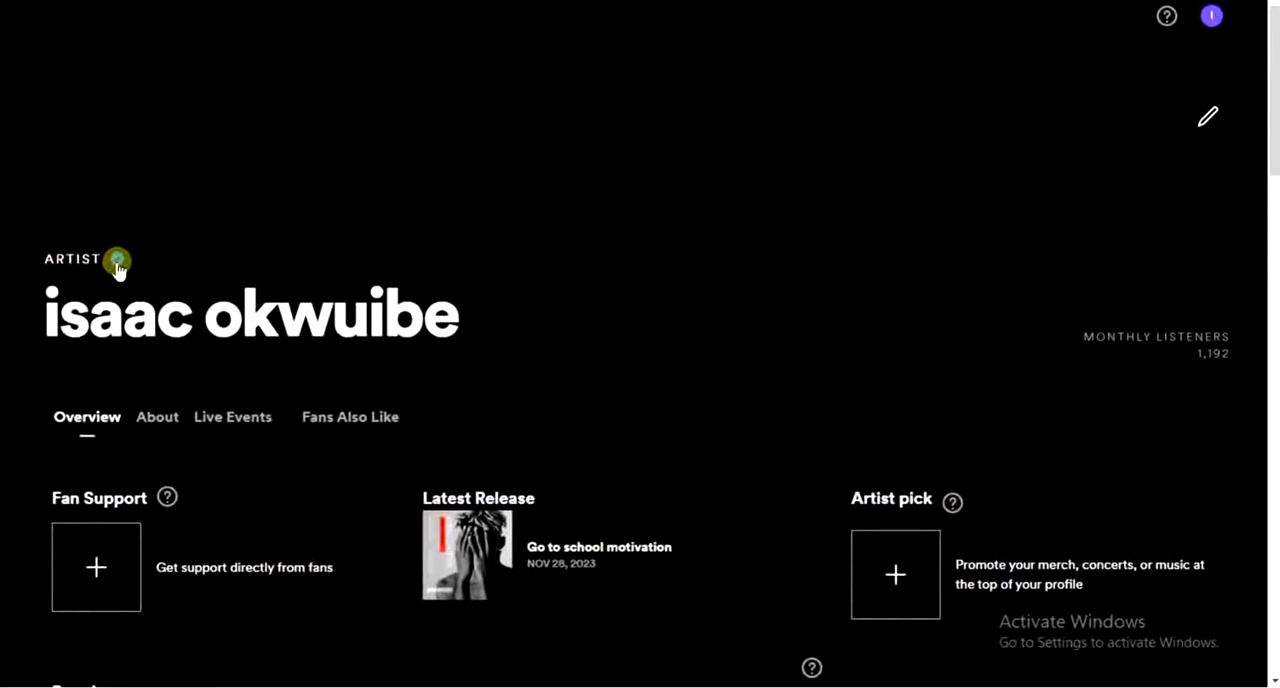 ARTIST
isaac okwuibe
MONTHLY LISTENERS
1,192
Overview About Live Events Fans Also Like
Fan Support
Get support directly from fans
Latest Release
Go to school motivation
NOV 28, 2023
Artist pick
Promote your merch, concerts, or music at
the top of your profile
Activate Windows
Go to Settings to activate Windows.